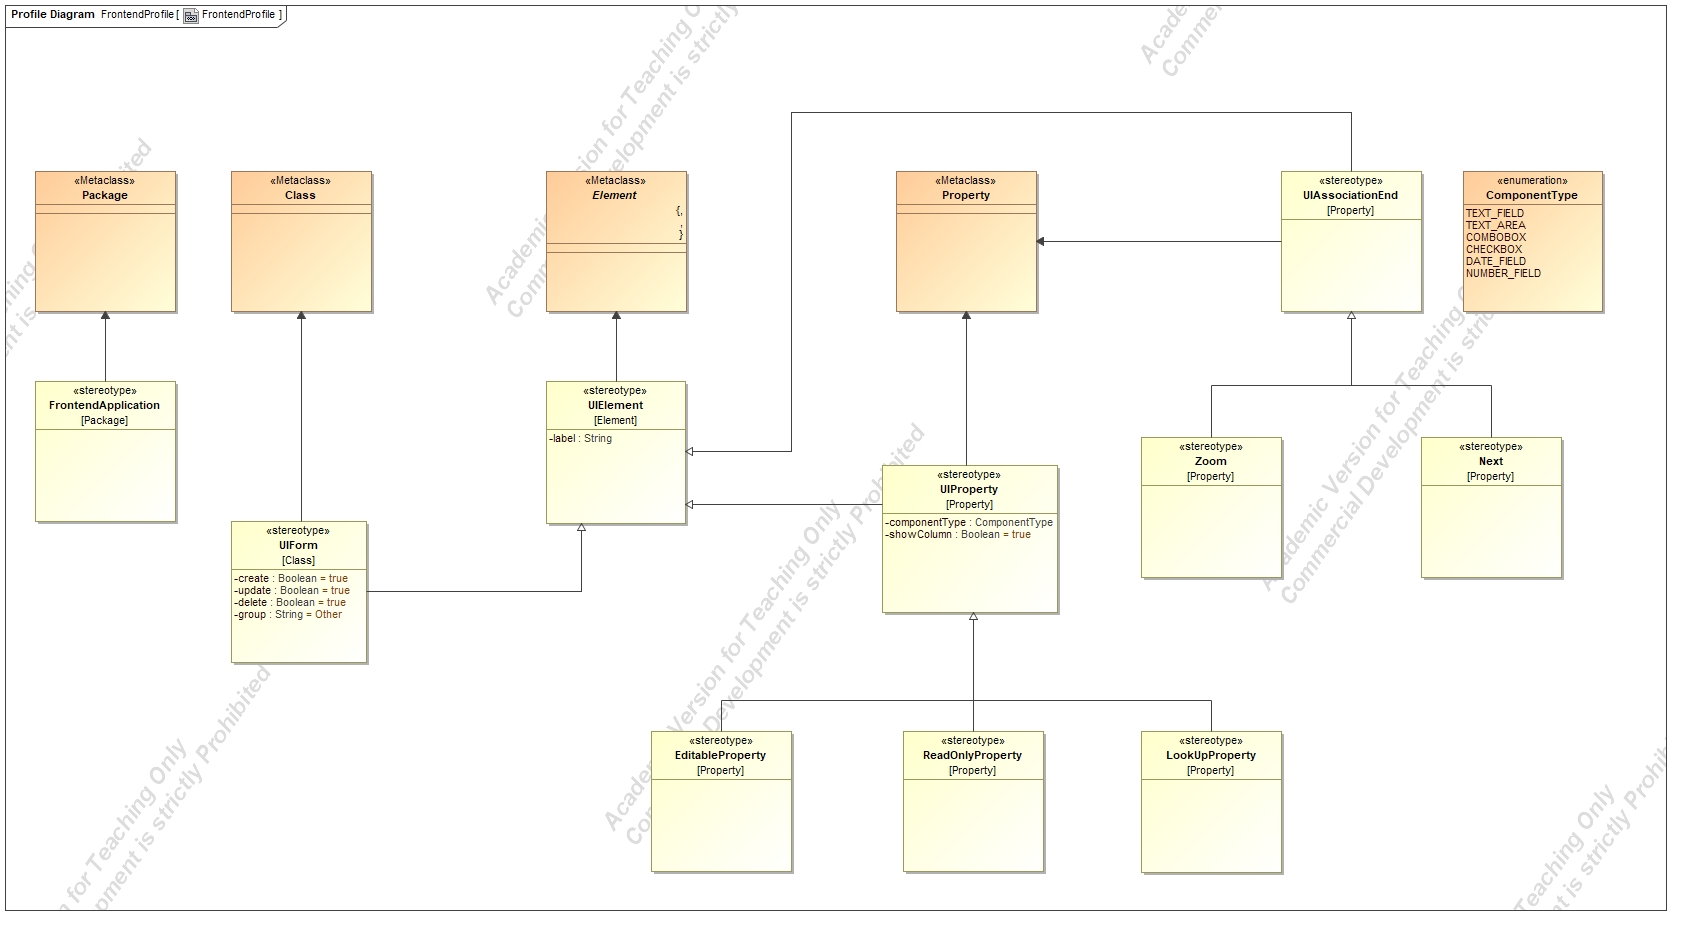 Profile Diagram FrontendProfile [ FrontendProfile ]
«Metaclass»
Package
«Metaclass»
Class
«Metaclass»
Element
{,
,
}
«Metaclass»
Property
«stereotype»
UIAssociationEnd
[Property]
«enumeration»
ComponentType
TEXT_FIELD
TEXT_AREA
COMBOBOX
CHECKBOX
DATE_FIELD
NUMBER_FIELD
«stereotype»
FrontendApplication
[Package]
«stereotype»
UIElement
[Element]
-label : String
«stereotype»
Zoom
[Property]
«stereotype»
Next
[Property]
«stereotype»
UIProperty
[Property]
-componentType : ComponentType
-showColumn : Boolean = true
«stereotype»
UIForm
[Class]
-create : Boolean = true
-update : Boolean = true
-delete : Boolean = true
-group : String = Other
«stereotype»
EditableProperty
[Property]
«stereotype»
ReadOnlyProperty
[Property]
«stereotype»
LookUpProperty
[Property]
Academic Version for Teaching Only
Commercial Development is strictly Prohibited